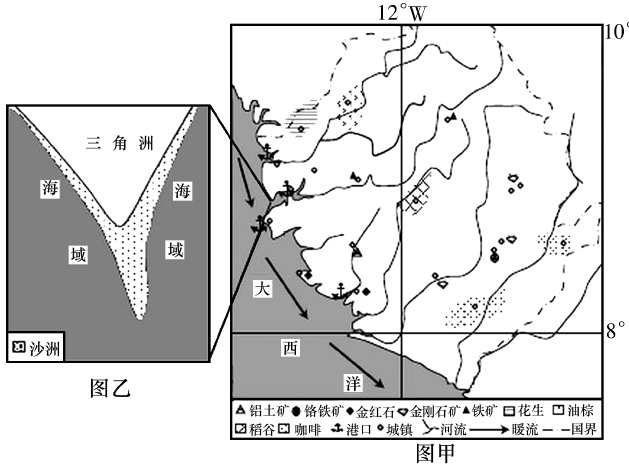 12°W
10°
三角洲
海
海
域
域
沙洲
图乙
大
西
洋
8°
铝土矿 铬铁矿 金红石 金刚石矿 铁矿 花生 油棕
稻谷 咖啡 港口 城镇 河流 暖流 国界
图甲